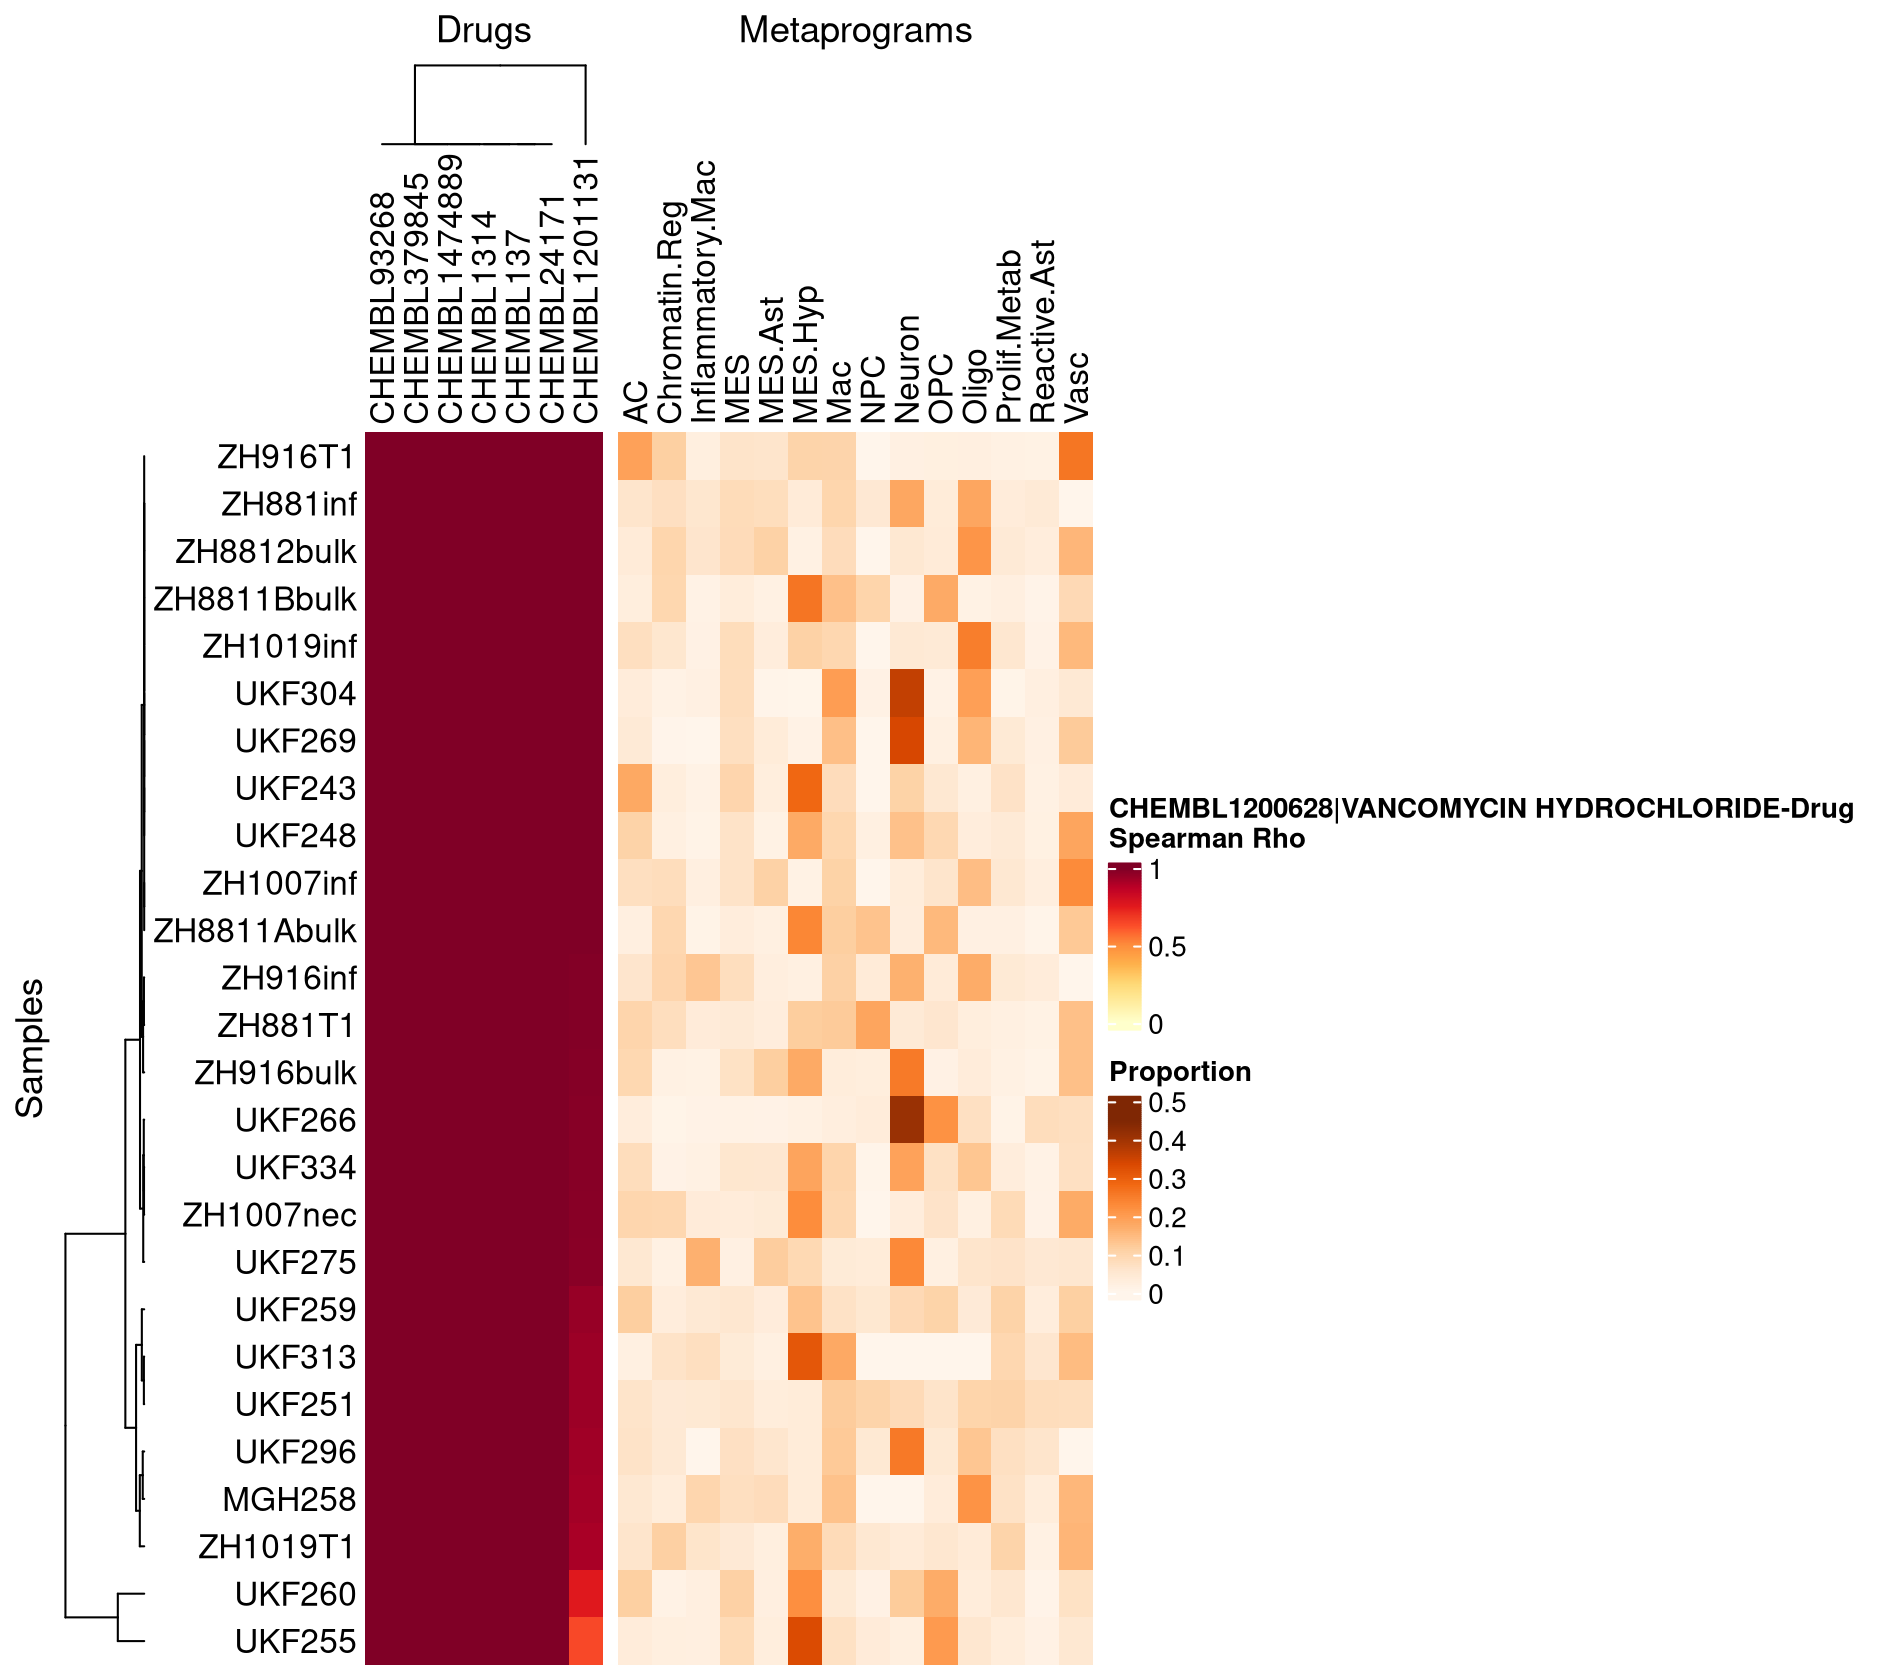 Drugs
Metaprograms
CHEMBL93268
CHEMBL379845
CHEMBL1474889
CHEMBL1314
CHEMBL137
CHEMBL24171
CHEMBL1201131
AC
Chromatin.Reg
Inflammatory.Mac
MES
MES.Ast
MES.Hyp
Mac
NPC
Neuron
OPC
Oligo
Prolif.Metab
Reactive.Ast
Vasc
Samples
ZH916T1
ZH881inf
ZH8812bulk
ZH8811Bbulk
ZH1019inf
UKF304
UKF269
UKF243
UKF248
ZH1007inf
ZH8811Abulk
ZH916inf
ZH881T1
ZH916bulk
UKF266
UKF334
ZH1007nec
UKF275
UKF259
UKF313
UKF251
UKF296
MGH258
ZH1019T1
UKF260
UKF255
CHEMBL1200628|VANCOMYCIN HYDROCHLORIDE-Drug
Spearman Rho
1
0.5
0
Proportion
0.5
0.4
0.3
0.2
0.1
0